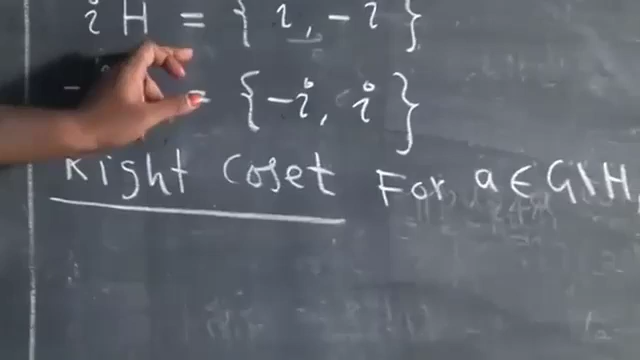 iH = {i, -i}
- = {-i, i}
Right Coset For a ∈ G\H,